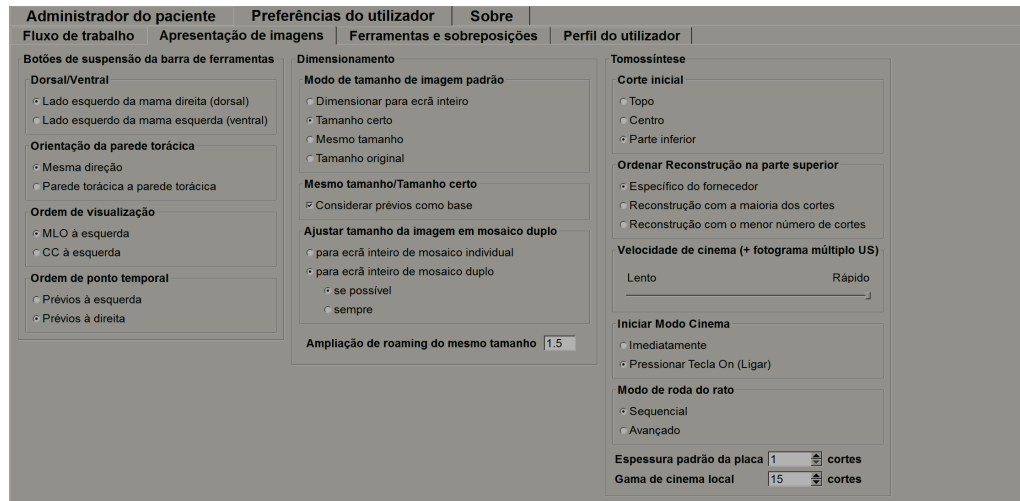 Administrador do paciente Preferências do utilizador Sobre
Fluxo de trabalho Apresentação de imagens Ferramentas e sobreposições Perfil do utilizador
Botões de suspensão da barra de ferramentas
Dorsal/Ventral
Lado esquerdo da mama direita (dorsal)
Lado esquerdo da mama esquerda (ventral)
Orientação da parede torácica
Mesma direção
Parede torácica a parede torácica
Ordem de visualização
MLO à esquerda
CC à esquerda
Ordem de ponto temporal
Prévios à esquerda
Prévios à direita
Dimensionamento
Modo de tamanho de imagem padrão
Dimensionar para ecrã inteiro
Tamanho certo
Mesmo tamanho
Tamanho original
Mesmo tamanho/Tamanho certo
Considerar prévios como base
Ajustar tamanho da imagem em mosaico duplo
para ecrã inteiro de mosaico individual
para ecrã inteiro de mosaico duplo
se possível
sempre
Ampliação de roaming do mesmo tamanho 1.5
Tomossíntese
Corte inicial
Topo
Centro
Parte inferior
Ordenar Reconstrução na parte superior
Específico do fornecedor
Reconstrução com a maioria dos cortes
Reconstrução com o menor número de cortes
Velocidade de cinema (+ fotograma múltiplo US)
Lento Rápido
Iniciar Modo Cinema
Imediatamente
Pressionar Tecla On (Ligar)
Modo de roda do rato
Sequencial
Avançado
Espessura padrão da placa 1 cortes
Gama de cinema local 15 cortes